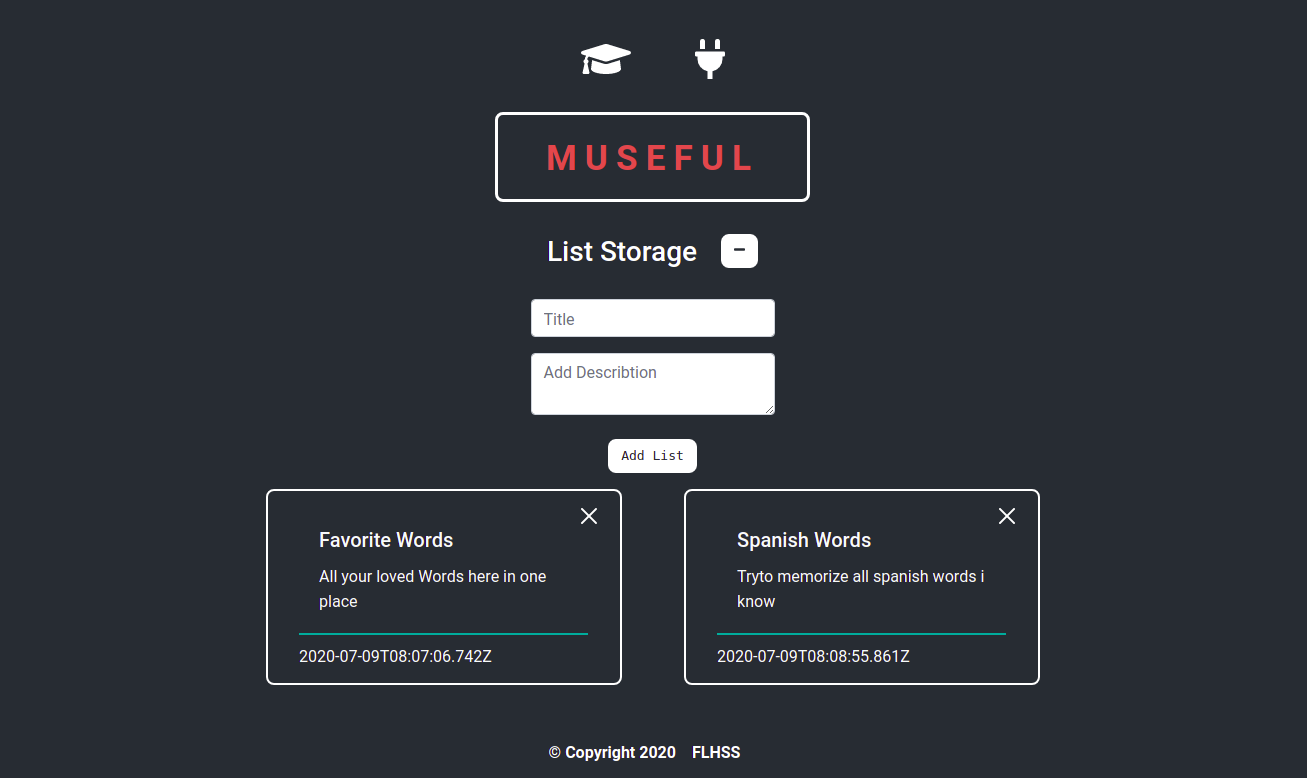 MUSEFUL
List Storage -
Title
Add Describtion
Add List
Favorite Words
All your loved Words here in one
place
2020-07-09T08:07:06.742Z
Spanish Words
Tryto memorize all spanish words i
know
2020-07-09T08:08:55.861Z
© Copyright 2020 FLHSS